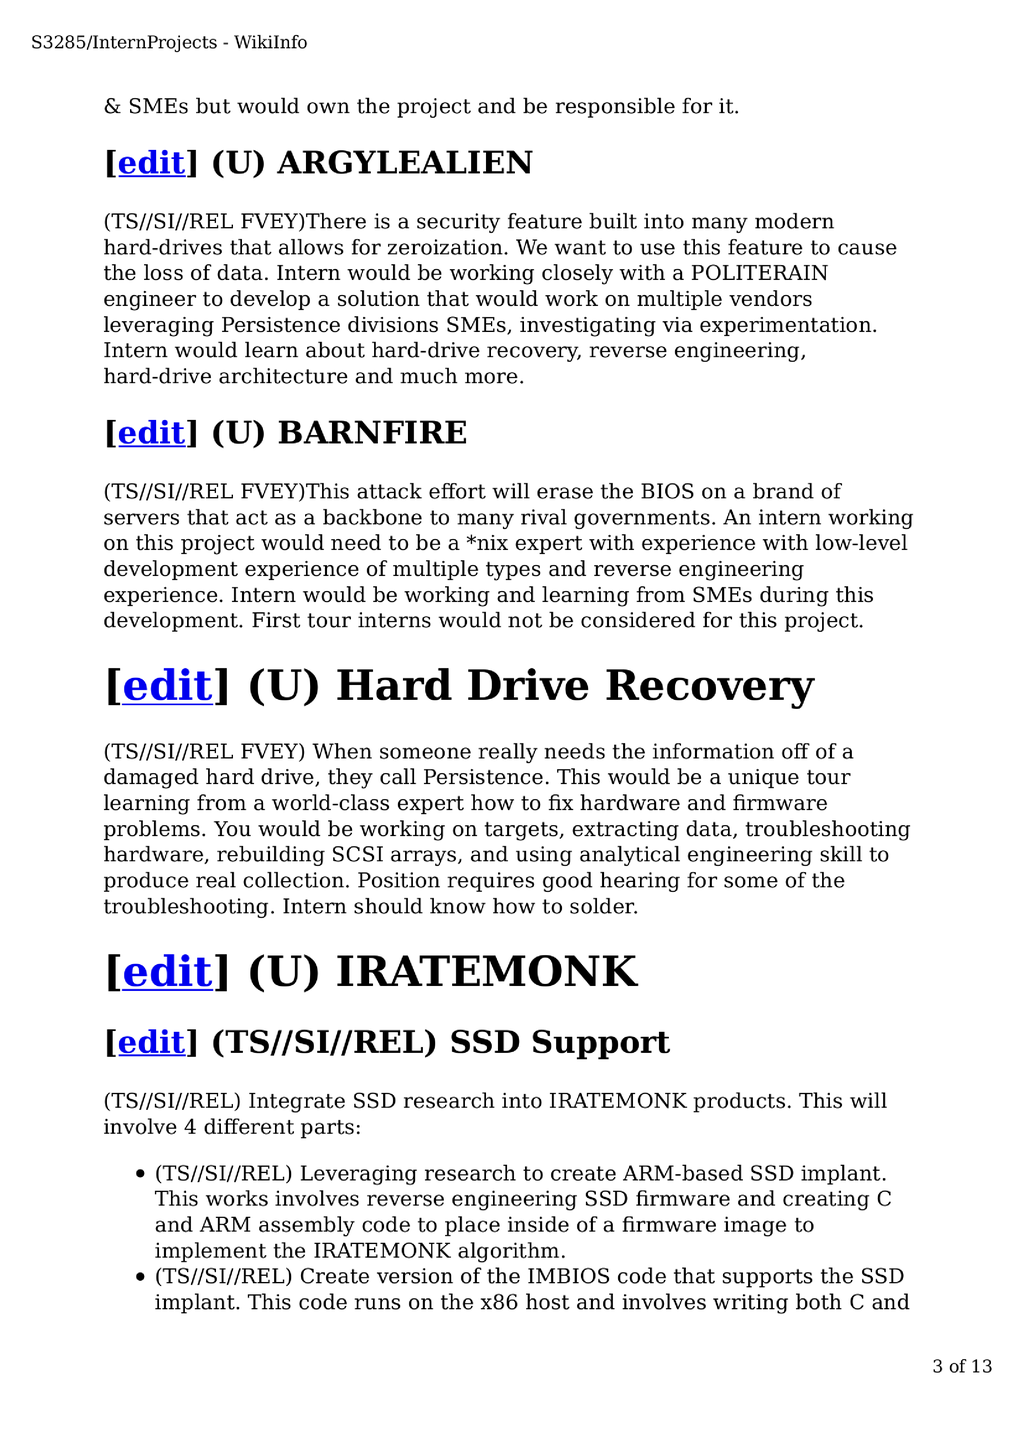 S3285/InternProjects - WikiInfo
& SMEs but would own the project and be responsible for it.
[edit] (U) ARGYLEALIEN
(TS//SI//REL FVEY)There is a security feature built into many modern
hard-drives that allows for zeroization. We want to use this feature to cause
the loss of data. Intern would be working closely with a POLITERAIN
engineer to develop a solution that would work on multiple vendors
leveraging Persistence divisions SMEs, investigating via experimentation.
Intern would learn about hard-drive recovery, reverse engineering,
hard-drive architecture and much more.
[edit] (U) BARNFIRE
(TS//SI//REL FVEY)This attack effort will erase the BIOS on a brand of
servers that act as a backbone to many rival governments. An intern working
on this project would need to be a *nix expert with experience with low-level
development experience of multiple types and reverse engineering
experience. Intern would be working and learning from SMEs during this
development. First tour interns would not be considered for this project.
[edit] (U) Hard Drive Recovery
(TS//SI//REL FVEY) When someone really needs the information off of a
damaged hard drive, they call Persistence. This would be a unique tour
learning from a world-class expert how to fix hardware and firmware
problems. You would be working on targets, extracting data, troubleshooting
hardware, rebuilding SCSI arrays, and using analytical engineering skill to
produce real collection. Position requires good hearing for some of the
troubleshooting. Intern should know how to solder.
[edit] (U) IRATEMONK
[edit] (TS//SI//REL) SSD Support
(TS//SI//REL) Integrate SSD research into IRATEMONK products. This will
involve 4 different parts:
• (TS//SI//REL) Leveraging research to create ARM-based SSD implant.
This works involves reverse engineering SSD firmware and creating C
and ARM assembly code to place inside of a firmware image to
implement the IRATEMONK algorithm.
• (TS//SI//REL) Create version of the IMBIOS code that supports the SSD
implant. This code runs on the x86 host and involves writing both C and
3 of 13